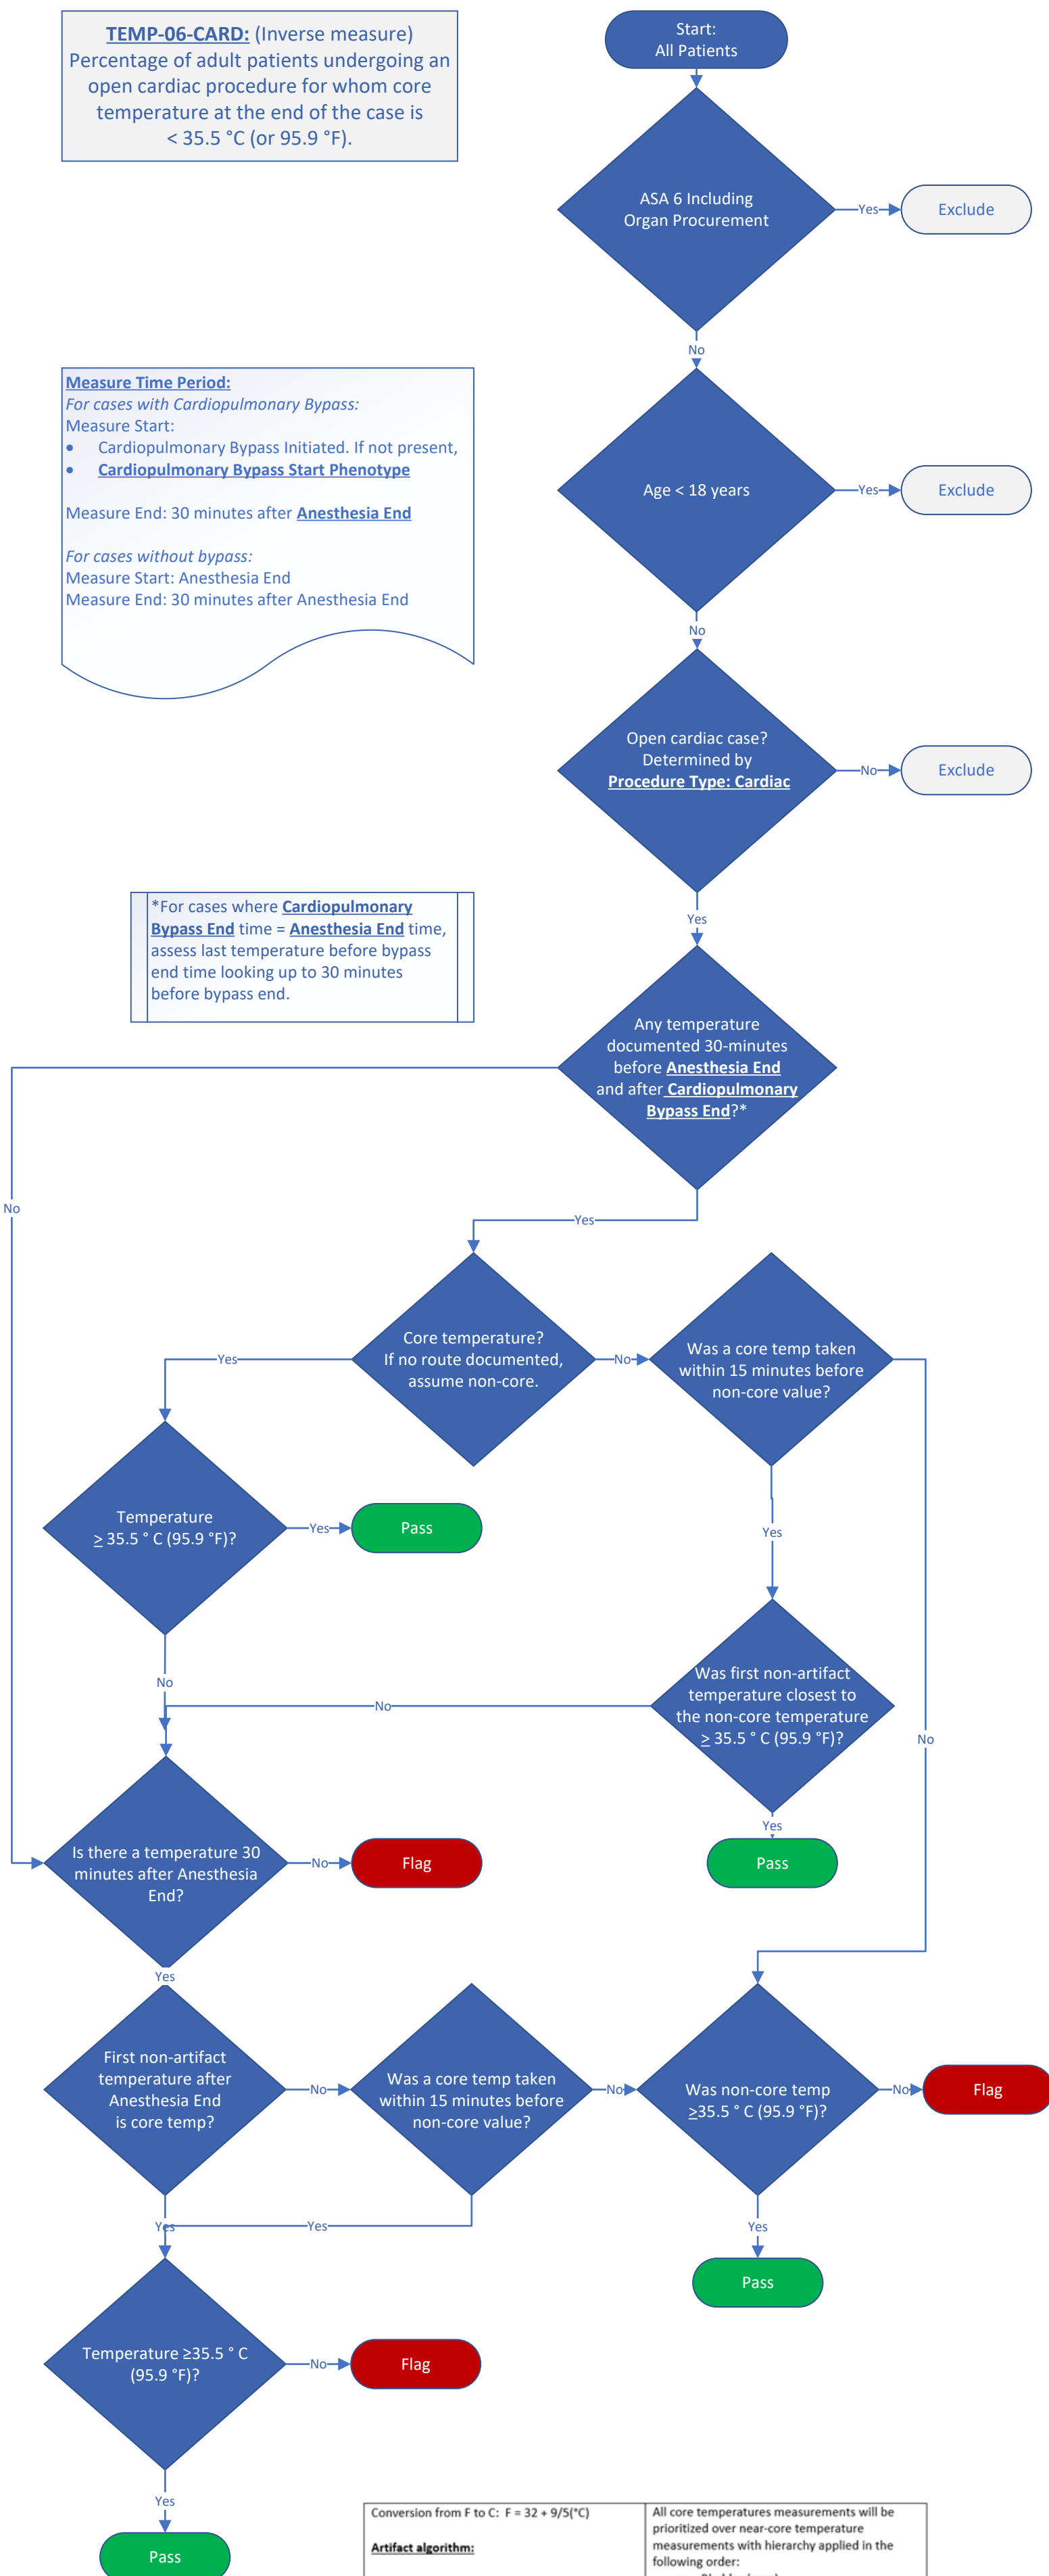 TEMP-06-CARD: (Inverse measure)
Percentage of adult patients undergoing an
open cardiac procedure for whom core
temperature at the end of the case is
< 35.5 °C (or 95.9 °F).
Start:
All Patients
ASA 6 Including
Organ Procurement
Yes
Exclude
No
Measure Time Period:
For cases with Cardiopulmonary Bypass:
Measure Start:
• Cardiopulmonary Bypass Initiated. If not present,
• Cardiopulmonary Bypass Start Phenotype
Measure End: 30 minutes after Anesthesia End
For cases without bypass:
Measure Start: Anesthesia End
Measure End: 30 minutes after Anesthesia End
Age < 18 years
Yes
Exclude
No
Open cardiac case?
Determined by
Procedure Type: Cardiac
No
Exclude
Yes
*For cases where Cardiopulmonary
Bypass End time = Anesthesia End time,
assess last temperature before bypass
end time looking up to 30 minutes
before bypass end.
Any temperature
documented 30-minutes
before Anesthesia End
and after Cardiopulmonary
Bypass End?*
No
Yes
Core temperature?
If no route documented,
assume non-core.
Yes
No
Was a core temp taken
within 15 minutes before
non-core value?
Temperature
≥ 35.5 ° C (95.9 °F)?
Yes
Pass
Yes
No
Was first non-artifact
temperature closest to
the non-core temperature
≥ 35.5 ° C (95.9 °F)?
No
No
Yes
Pass
Is there a temperature 30
minutes after Anesthesia
End?
No
Flag
Yes
First non-artifact
temperature after
Anesthesia End
is core temp?
No
Was a core temp taken
within 15 minutes before
non-core value?
No
Was non-core temp
≥35.5 ° C (95.9 °F)?
No
Flag
Yes
Yes
Yes
Pass
Temperature ≥35.5 ° C
(95.9 °F)?
No
Flag
Yes
Pass
Conversion from F to C: F = 32 + 9/5(°C)
Artifact algorithm:
All core temperatures measurements will be
prioritized over near-core temperature
measurements with hierarchy applied in the
following order: